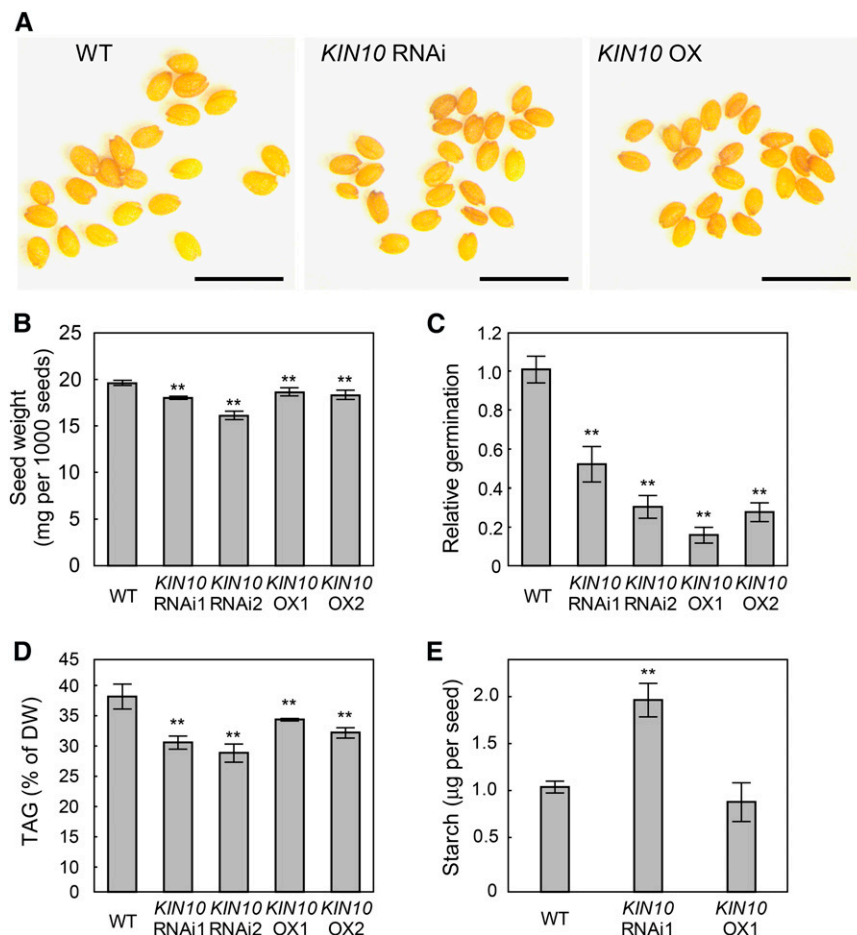 A
WT
KIN10 RNAi
KIN10 OX
B
Seed weight
(mg per 1000 seeds)
25
20
15
10
5
0
**
**
**
**
WT
KIN10 RNAi1
KIN10 RNAi2
KIN10 OX1
KIN10 OX2
C
Relative germination
1.2
1.0
0.8
0.6
0.4
0.2
0
**
**
**
**
WT
KIN10 RNAi1
KIN10 RNAi2
KIN10 OX1
KIN10 OX2
D
TAG (% of DW)
45
40
35
30
25
20
10
0
**
**
**
**
WT
KIN10 RNAi1
KIN10 RNAi2
KIN10 OX1
KIN10 OX2
E
Starch (µg per seed)
2.0
1.5
1.0
0.5
0
**
WT
KIN10 RNAi1
KIN10 OX1